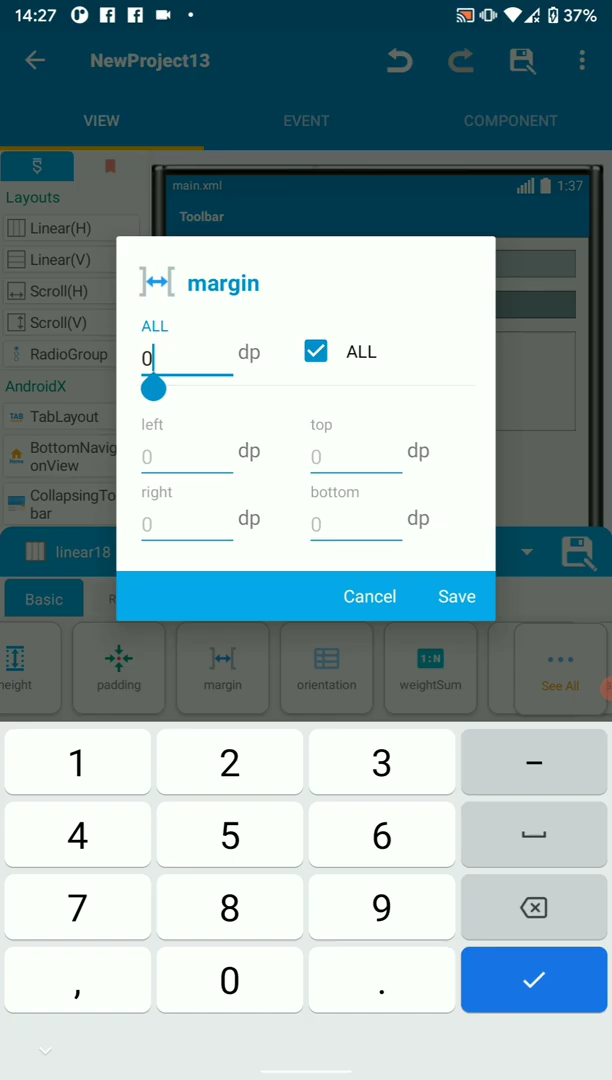 14:27
37%
NewProject13
VIEW
EVENT
COMPONENT
main.xml
1:37
Layouts
Toolbar
Linear(H)
Linear(V)
Scroll(H)
Scroll(V)
RadioGroup
AndroidX
TAB TabLayout
BottomNavig
onView
CollapsingTo
bar
margin
ALL
0 dp
ALL
left
top
0 dp
0 dp
right
bottom
0 dp
0 dp
Cancel
Save
linear18
Basic
R
height
padding
margin
orientation
1:N
weightSum
See All
1
2
3
–
4
5
6
7
8
9
,
0
.